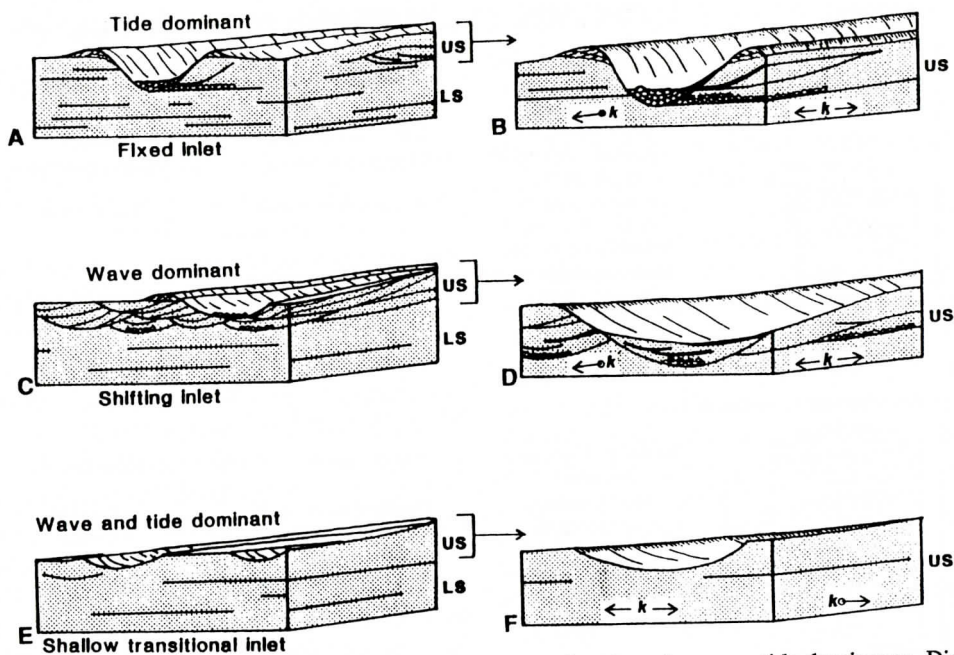 Tide dominant
US
LS
A
Fixed inlet
US
B
k
k
Wave dominant
US
LS
C
Shifting inlet
US
D
k
k
Wave and tide dominant
US
LS
E
Shallow transitional inlet
US
F
k
k